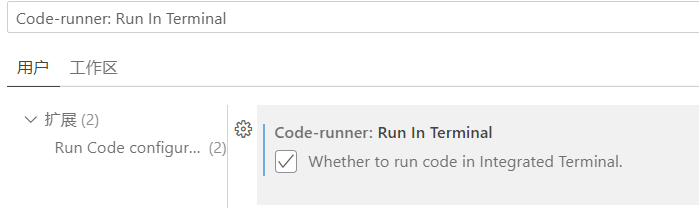 Code-runner: Run In Terminal
用户 工作区
扩展 (2)
Run Code configur... (2)
Code-runner: Run In Terminal
Whether to run code in Integrated Terminal.